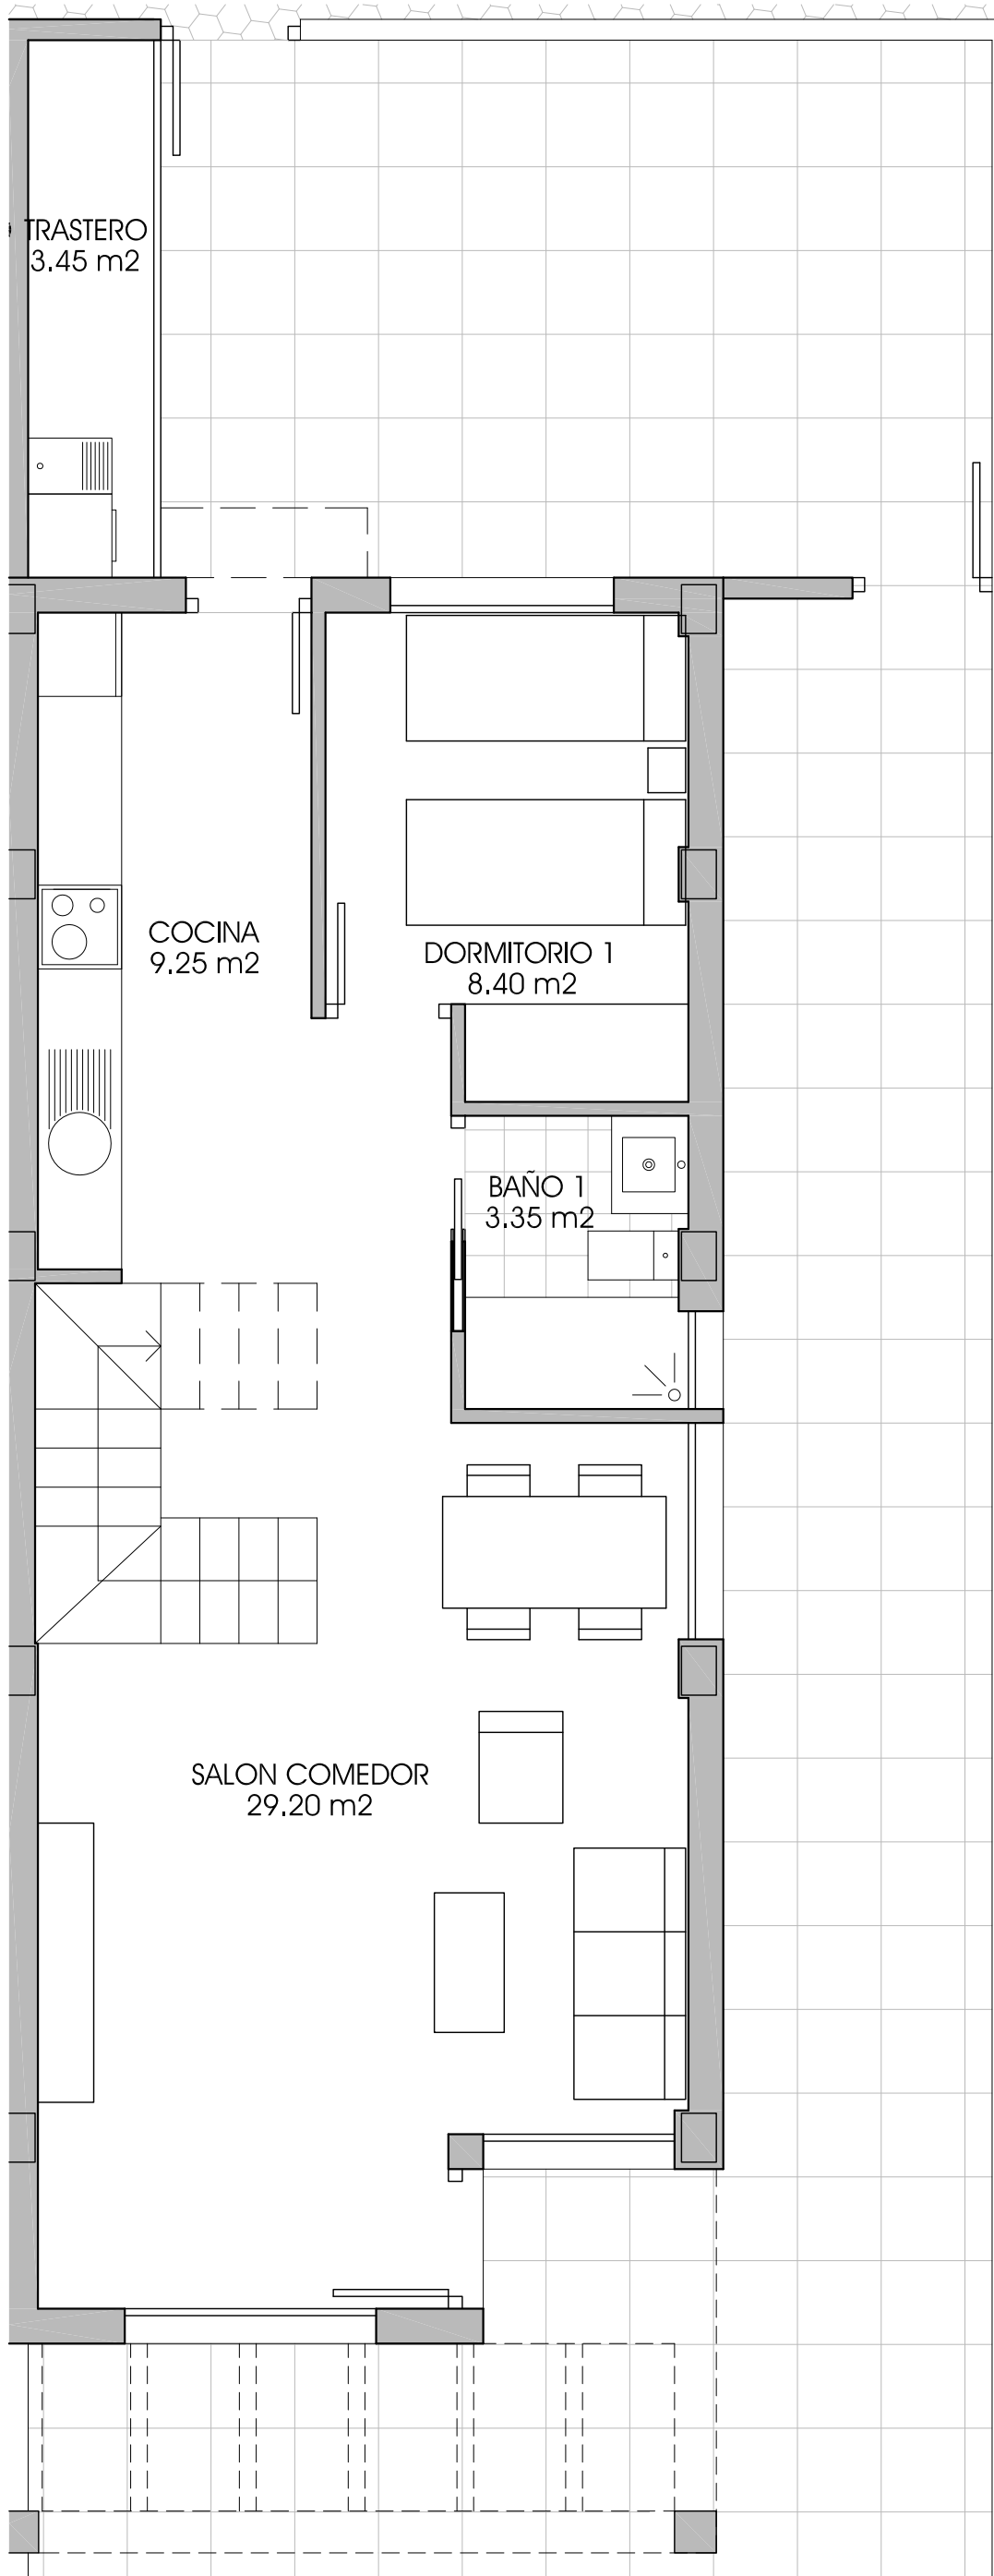 TRASTERO
3.45 m2
COCINA
9.25 m2
DORMITORIO 1
8.40 m2
BAÑO 1
3.35 m2
SALON COMEDOR
29.20 m2